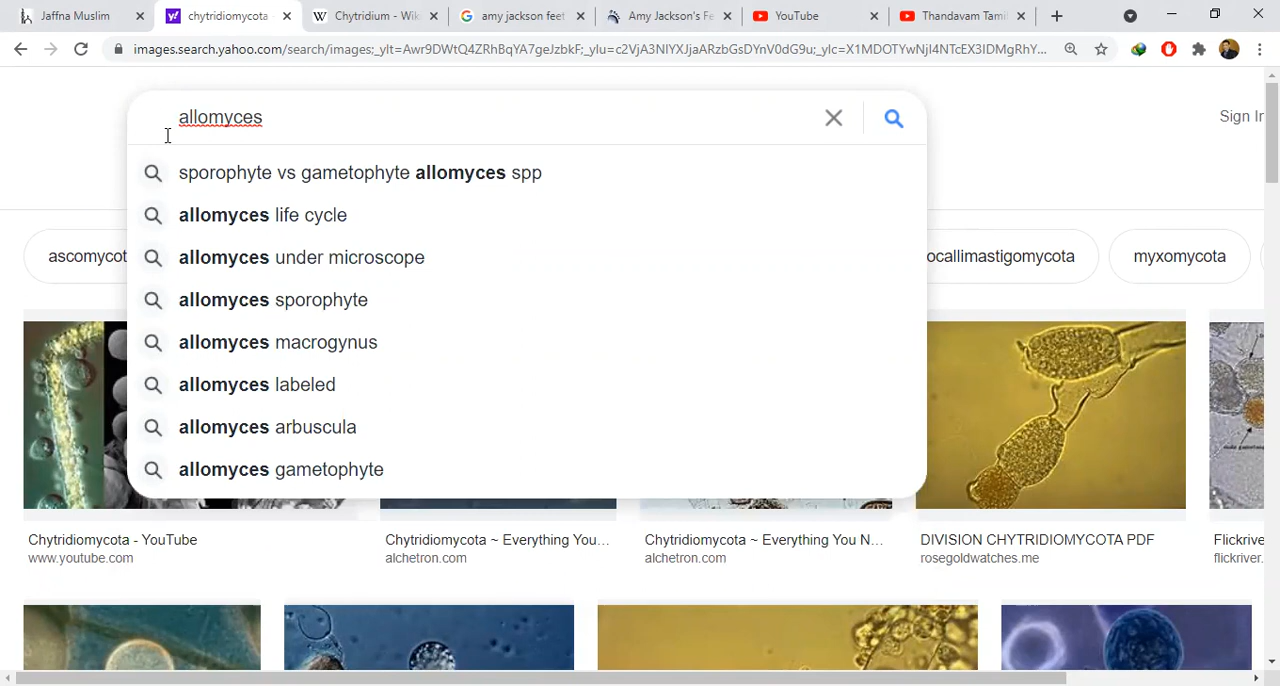 Jaffna Muslim
chytridiomycota
Chytridium - Wik
amy jackson feet
Amy Jackson's Fe
YouTube
Thandavam Tamil
images.search.yahoo.com/search/images;_ylt=Awr9DWtQ4ZRhBqYA7geJzbkF;_ylu=c2VjA3NlYXJjaARzbGsDYnV0dG9u;_ylc=X1MDOTYwNjI4NTcEX3IDMgRhY...
allomyces
Sign In
sporophyte vs gametophyte allomyces spp
allomyces life cycle
allomyces under microscope
allomyces sporophyte
allomyces macrogynus
allomyces labeled
allomyces arbuscula
allomyces gametophyte
ascomycot
ocallimastigomycota
myxomycota
Chytridiomycota - YouTube
www.youtube.com
Chytridiomycota ~ Everything You...
alchetron.com
Chytridiomycota ~ Everything You N...
alchetron.com
DIVISION CHYTRIDIOMYCOTA PDF
rosegoldwatches.me
Flickrive
flickriver.